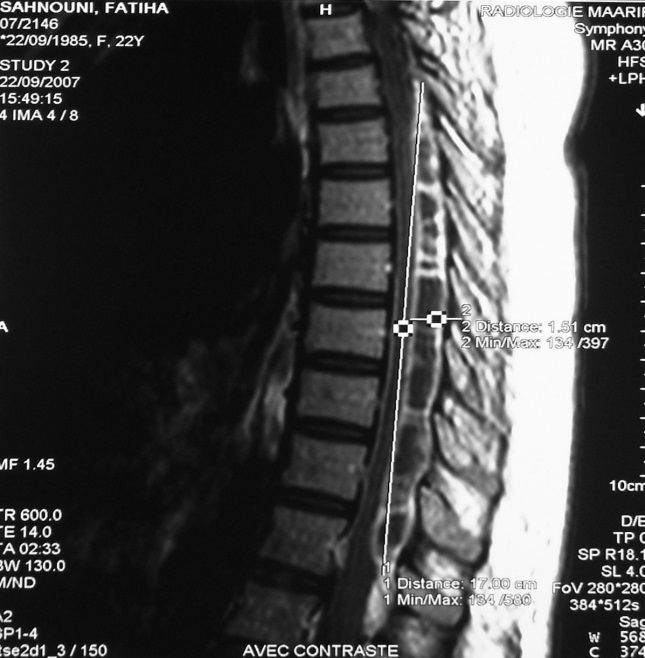 SAHNOUNI, FATIHA
07/2146
*22/09/1985, F, 22Y
STUDY 2
22/09/2007
15:49:15
4 IMA 4 / 8
H
RADIOLOGIE MAARIF
Symphony
MR A30
HFS
+LPH
A
2
2 Distance: 1.51 cm
2 Min/Max: 134 /397
MF 1.45
TR 600.0
TE 14.0
TA 02:33
BW 130.0
M/ND
A2
SP1-4
tse2d1_3 / 150
1
1 Distance: 17.00 cm
1 Min/Max: 134 /580
AVEC CONTRASTE
10cm
D/E
TP 0
SP R18.1
SL 4.0
FoV 280*280
384*512s
Sag
W 568
C 374